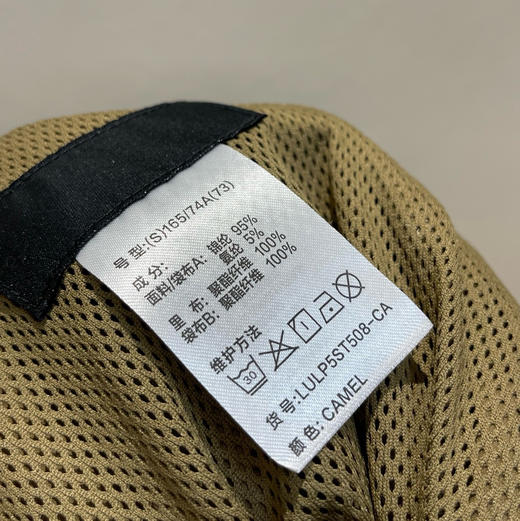 号 型:(S)165/74A(73)
成 分:
面料/袋布A: 锦纶 95%
氨纶 5%
里 布: 聚酯纤维 100%
袋布B: 聚酯纤维 100%
维护方法
30
货 号:LULP5ST508-CA
颜 色:CAMEL